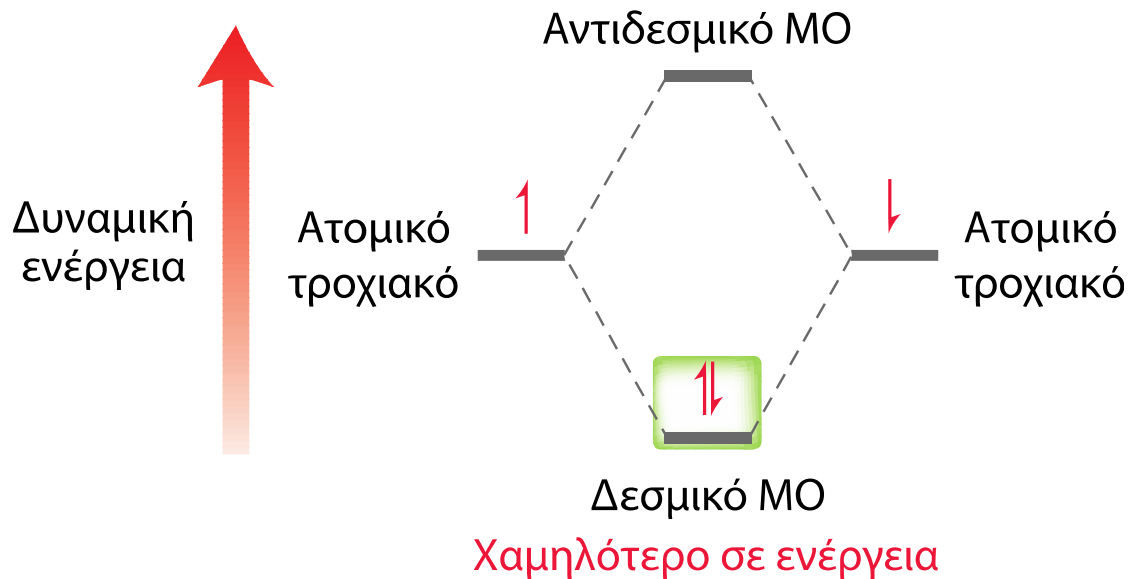 Αντιδεσμικό ΜΟ
Δυναμική
ενέργεια
Ατομικό
τροχιακό
Ατομικό
τροχιακό
Δεσμικό ΜΟ
Χαμηλότερο σε ενέργεια